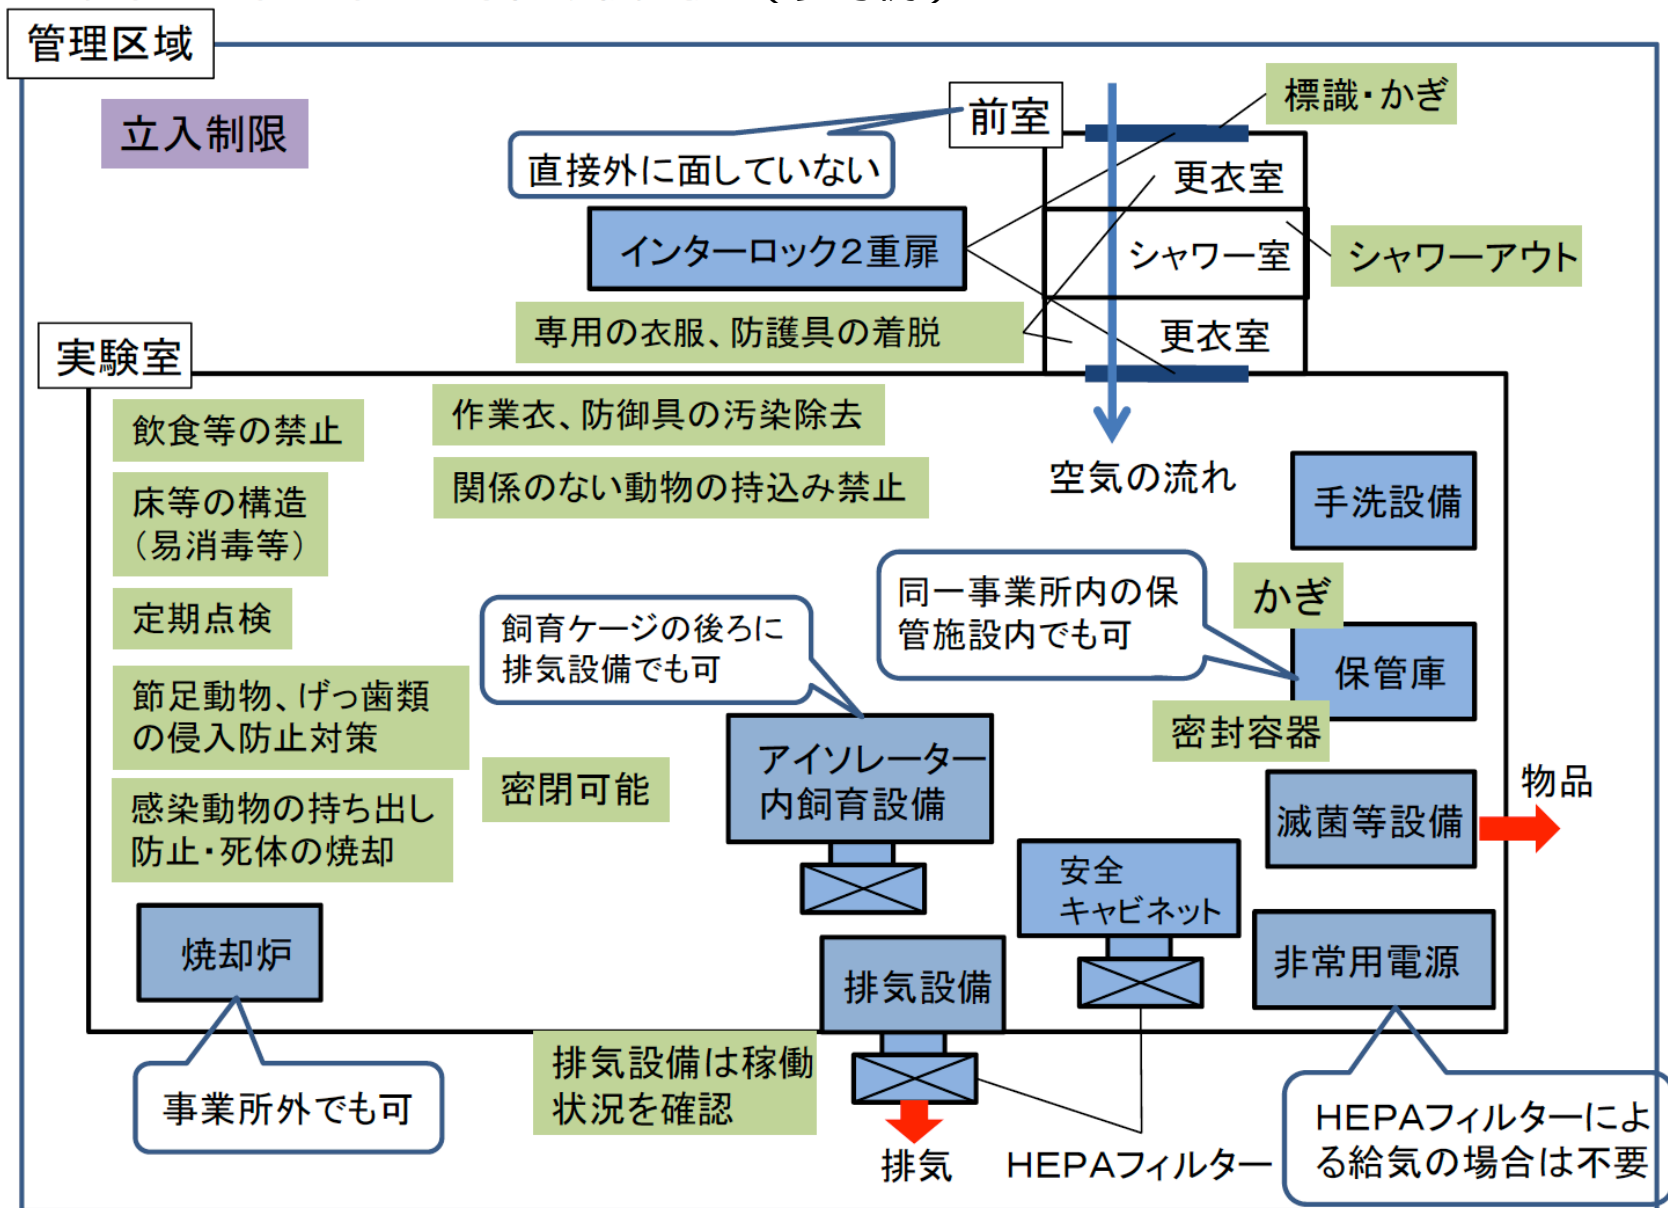 管理区域
立入制限
前室
標識・かぎ
直接外に面していない
更衣室
インターロック2重扉
シャワー室
シャワーアウト
専用の衣服、防護具の着脱
更衣室
実験室
飲食等の禁止
作業衣、防御具の汚染除去
関係のない動物の持込み禁止
空気の流れ
手洗設備
床等の構造
(易消毒等)
定期点検
飼育ケージの後ろに
排気設備でも可
同一事業所内の保
管施設内でも可
かぎ
保管庫
密封容器
節足動物、げっ歯類
の侵入防止対策
密閉可能
アイソレーター
内飼育設備
物品
滅菌等設備
感染動物の持ち出し
防止・死体の焼却
安全
キャビネット
焼却炉
排気設備
非常用電源
事業所外でも可
排気設備は稼働
状況を確認
排気
HEPAフィルター
HEPAフィルターによ
る給気の場合は不要